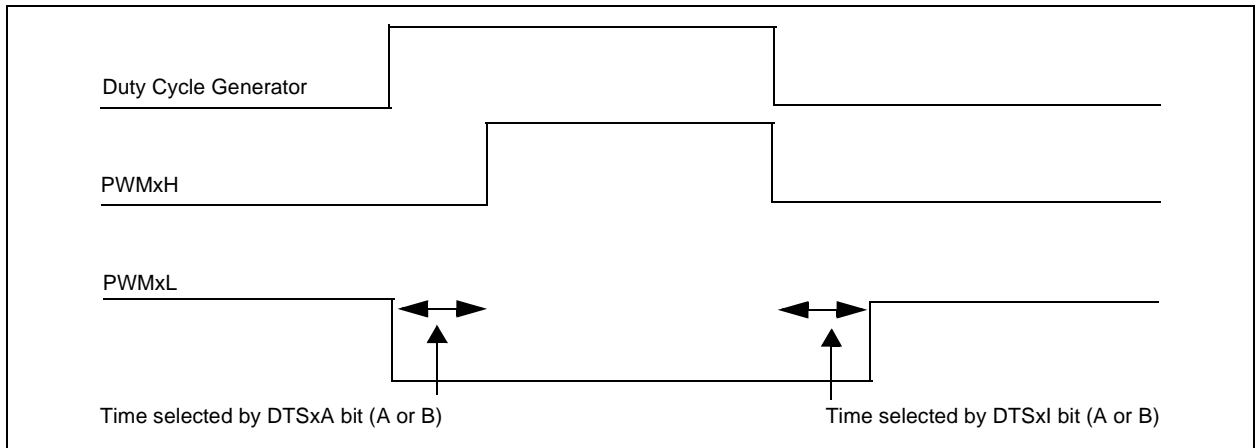 Duty Cycle Generator
PWMxH
PWMxL
Time selected by DTSxA bit (A or B)
Time selected by DTSxI bit (A or B)